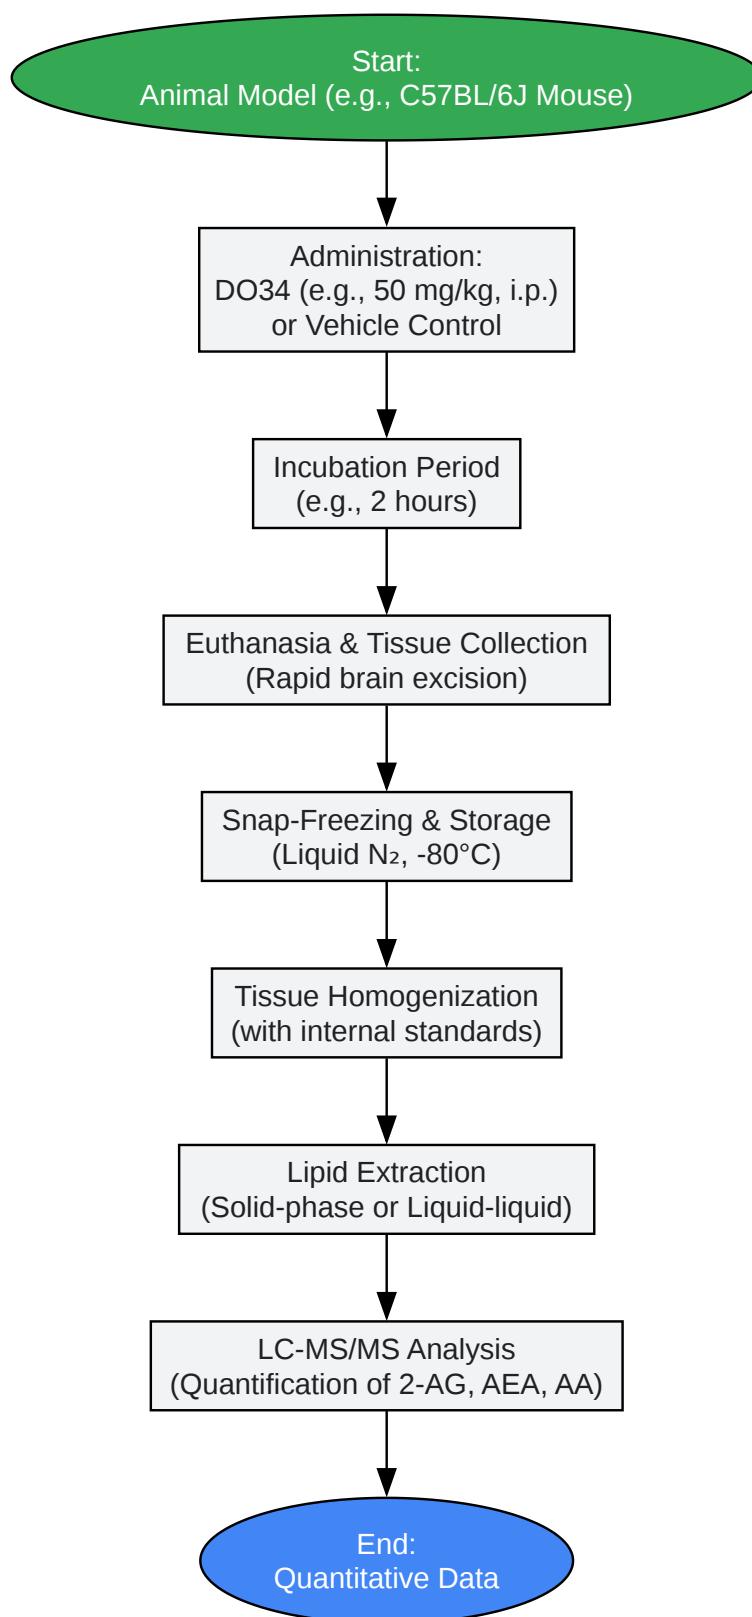 Start:
Animal Model (e.g., C57BL/6J Mouse)
Administration:
DO34 (e.g., 50 mg/kg, i.p.)
or Vehicle Control
Incubation Period
(e.g., 2 hours)
Euthanasia & Tissue Collection
(Rapid brain excision)
Snap-Freezing & Storage
(Liquid N₂, -80°C)
Tissue Homogenization
(with internal standards)
Lipid Extraction
(Solid-phase or Liquid-liquid)
LC-MS/MS Analysis
(Quantification of 2-AG, AEA, AA)
End:
Quantitative Data